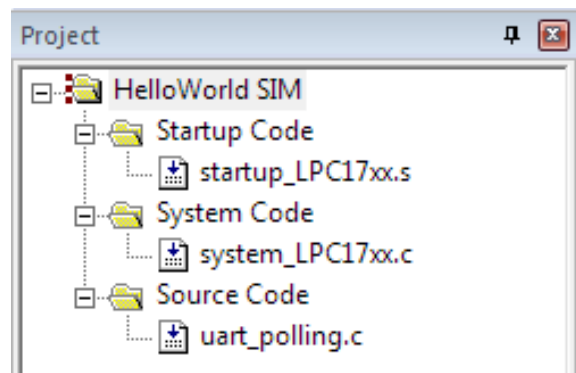 Project
HelloWorld SIM
Startup Code
startup_LPC17xx.s
System Code
system_LPC17xx.c
Source Code
uart_polling.c